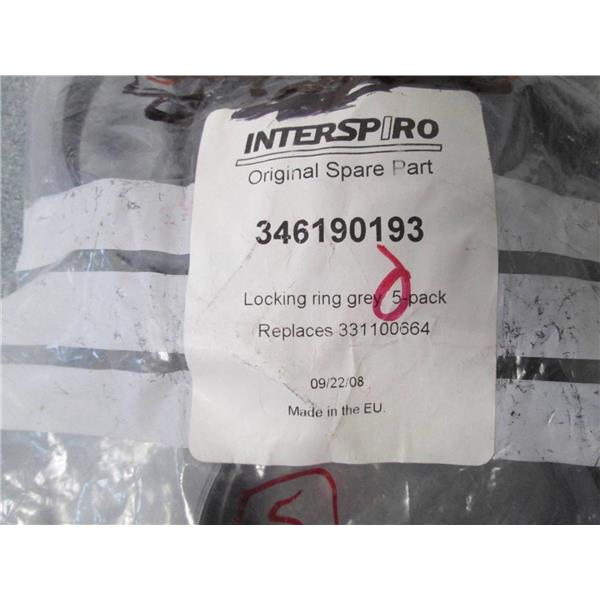 INTERSPIRO
Original Spare Part
346190193
Locking ring grey 5-pack
Replaces 331100664
09/22/08
Made in the EU.